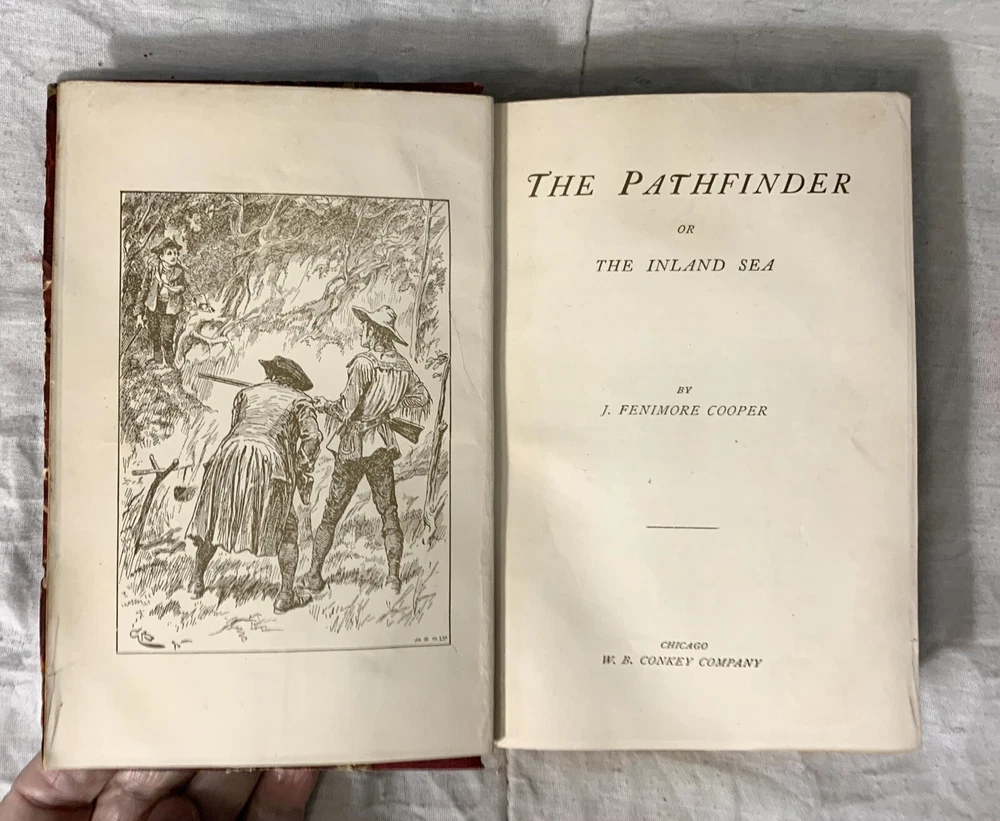 THE PATHFINDER
OR
THE INLAND SEA
BY
J. FENIMORE COOPER
CHICAGO
W. B. CONKEY COMPANY